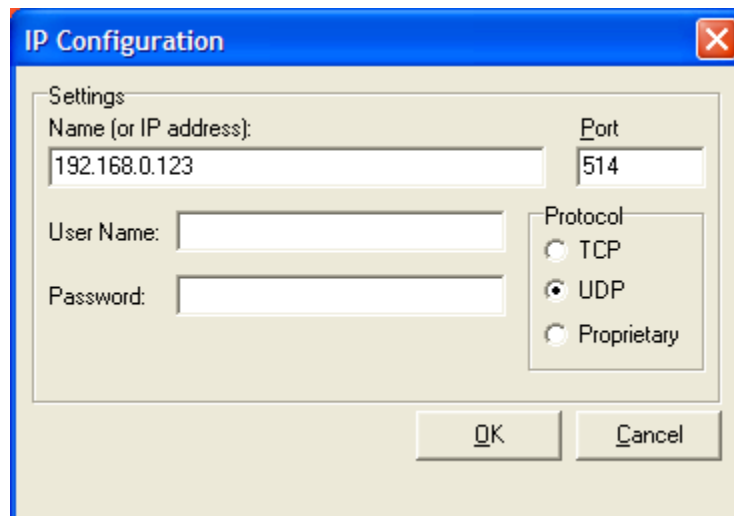 IP Configuration
Settings
Name (or IP address):
Port
192.168.0.123
514
User Name:
Protocol
TCP
Password:
UDP
Proprietary
OK
Cancel